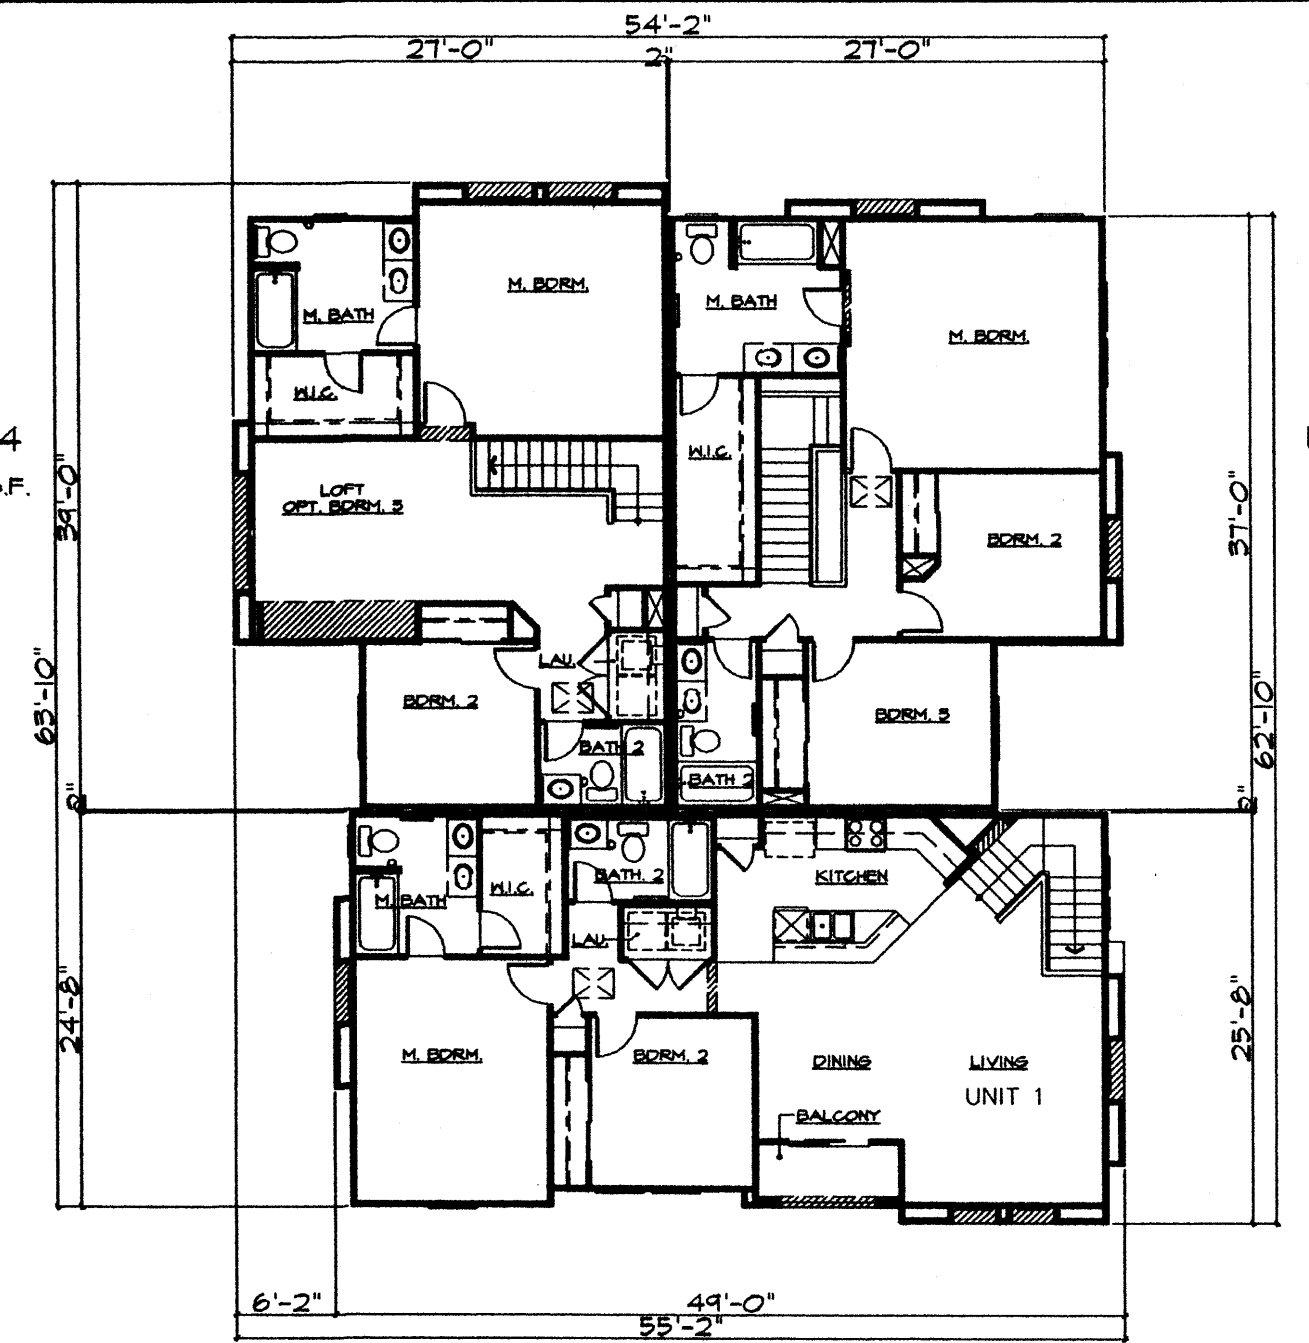 54'-2"
27'-0"
2"
27'-0"
M. BDRM.
M. BATH
W.I.C.
M. BATH
M. BDRM.
W.I.C.
4
.F.
39'-0"
LOFT
OPT. BDRM. 3
BDRM. 2
37'-0"
LAU.
BDRM. 2
BATH 2
BATH 2
BDRM. 3
63'-10"
62'-10"
2"
2"
M. BATH
W.I.C.
BATH. 2
KITCHEN
LAU.
24'-8"
25'-8"
M. BDRM.
BDRM. 2
DINING
LIVING
UNIT 1
BALCONY
6'-2"
49'-0"
55'-2"